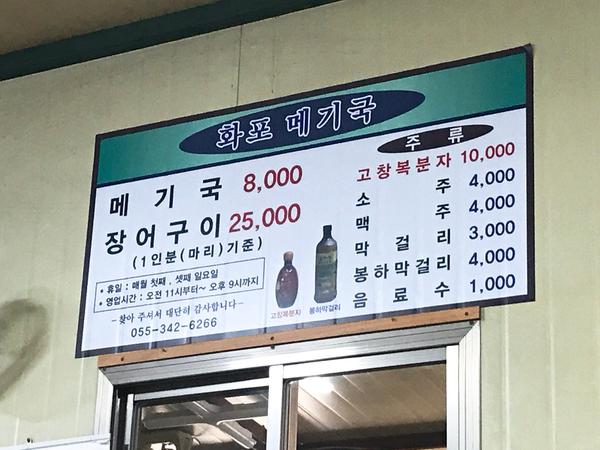 화포 메기국
메 기 국 8,000
장어구이 25,000
(1인분(마리)기준)
• 휴일 : 매월 첫째 , 셋째 일요일
• 영업시간 : 오전 11시부터~ 오후 9시까지
-찾아 주셔서 대단히 감사합니다-
055-342-6266
고창복분자 봉하막걸리
주 류
고창복분자 10,000
소 주 4,000
맥 주 4,000
막 걸 리 3,000
봉하막걸리 4,000
음 료 수 1,000